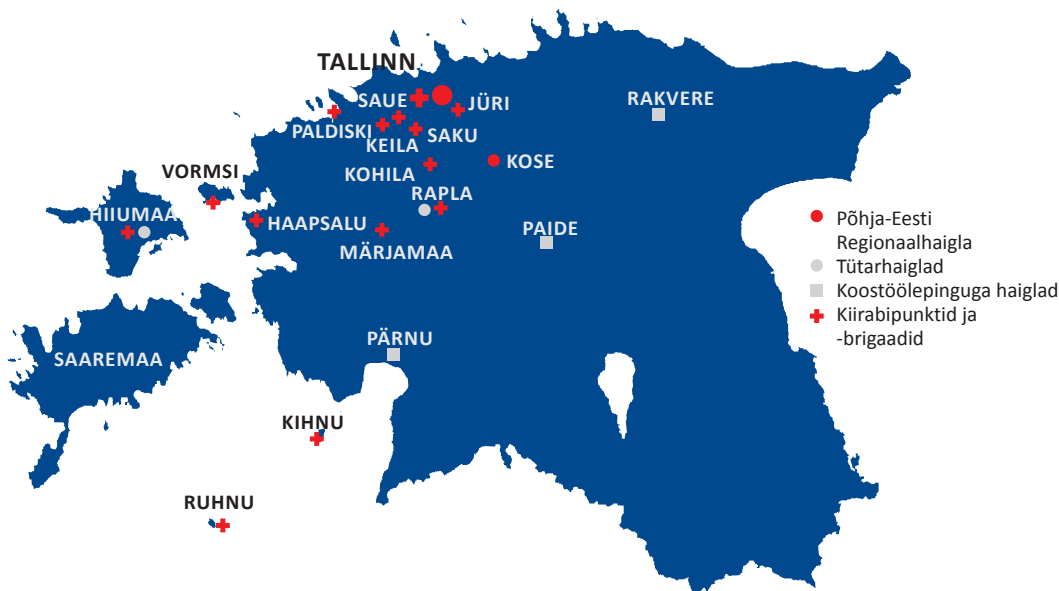 TALLINN
SAUE
JÜRI
RAKVERE
PALDISKI
SAKU
KEILA
KOSE
KOHILA
VORMSI
RAPLA
HIIUMAA
HAAPSALU
PAIDE
MÄRJAMAA
Põhja-Eesti
Regionaalhaigla
Tütarhaiglad
Koostöölepinguga haiglad
Kiirabipunktid ja
-brigaadid
PÄRNU
SAAREMAA
KIHNU
RUHNU